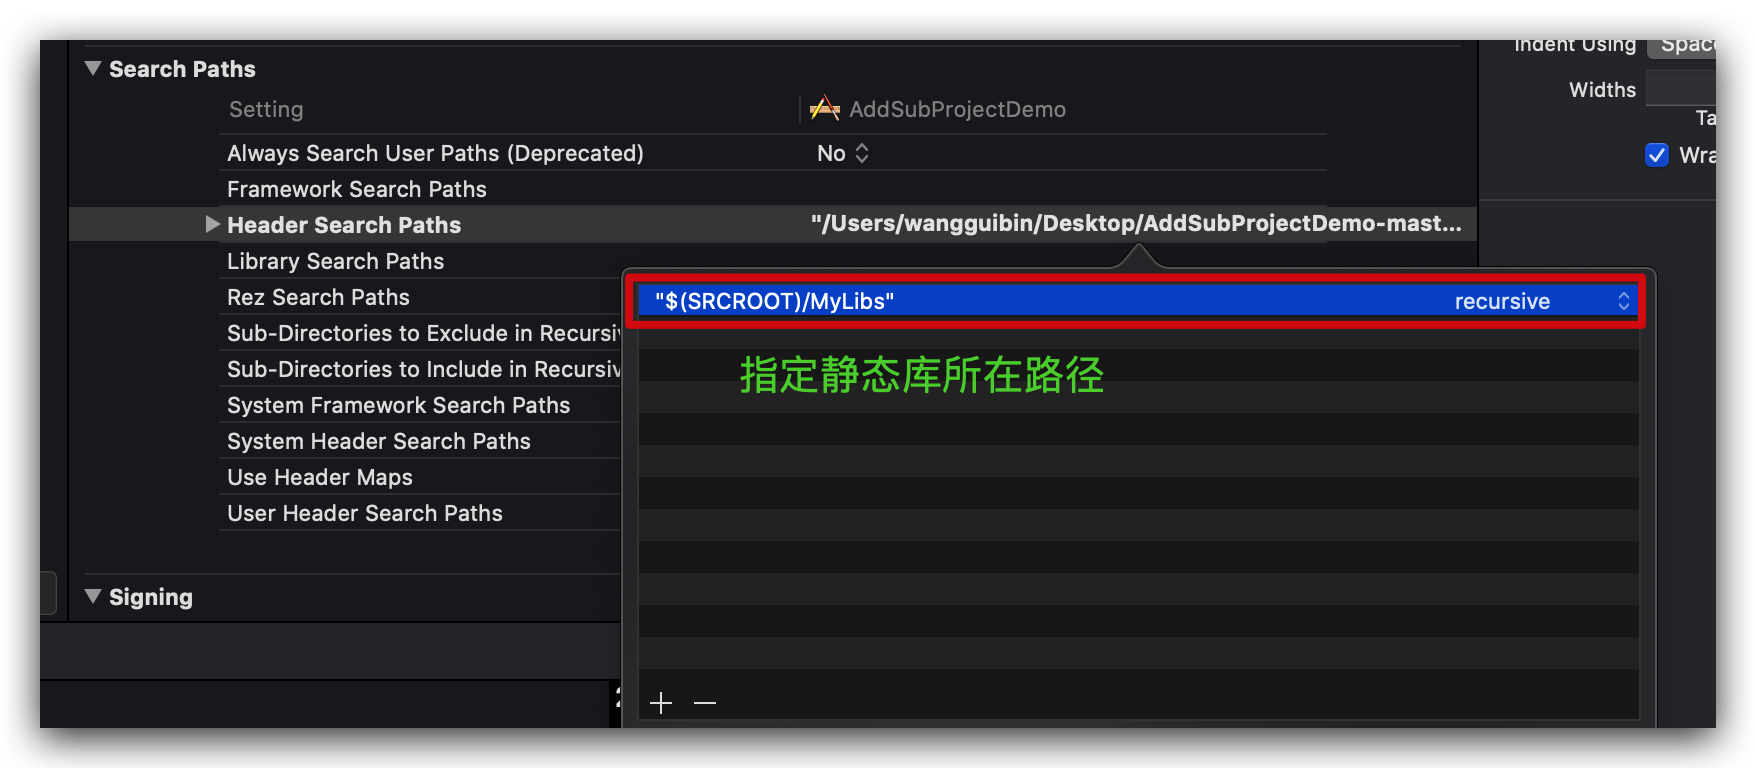 Indent Using Spac
Search Paths
Widths
Setting AddSubProjectDemo
Ta
Always Search User Paths (Deprecated) No
Wra
Framework Search Paths
Header Search Paths "/Users/wangguibin/Desktop/AddSubProjectDemo-mast...
Library Search Paths
"$(SRCROOT)/MyLibs" recursive
Rez Search Paths
Sub-Directories to Exclude in Recursiv
指定静态库所在路径
Sub-Directories to Include in Recursiv
System Framework Search Paths
System Header Search Paths
Use Header Maps
User Header Search Paths
Signing